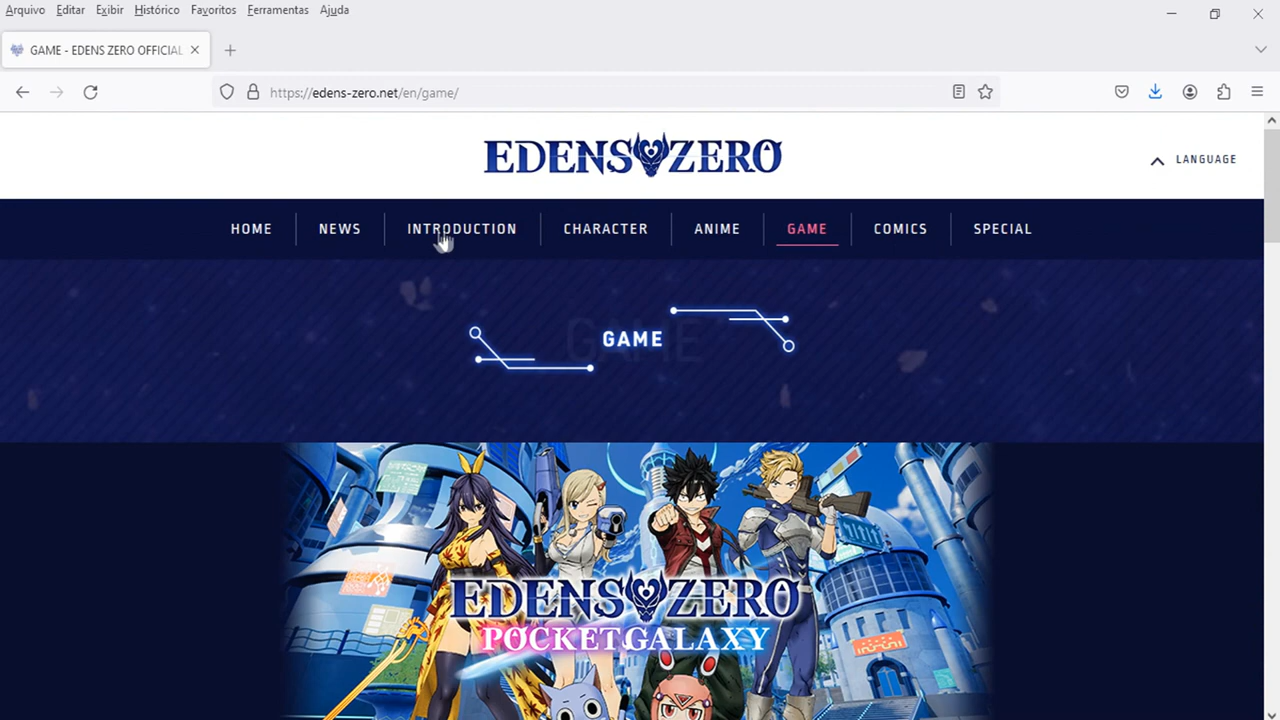 Arquivo Editar Exibir Histórico Favoritos Ferramentas Ajuda
GAME - EDENS ZERO OFFICIAL
https://edens-zero.net/en/game/
EDENS ZERO
LANGUAGE
HOME NEWS INTRODUCTION CHARACTER ANIME GAME COMICS SPECIAL
GAME
EDENS ZERO
POCKET GALAXY